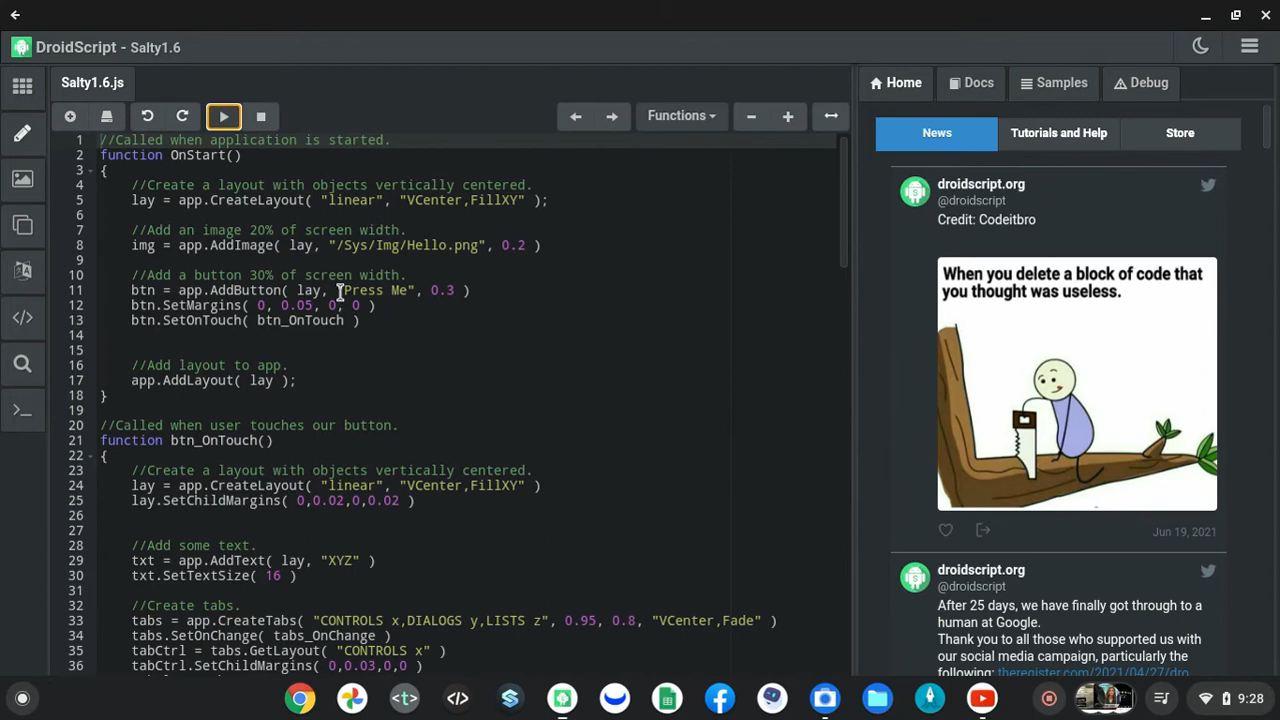 DroidScript - Salty1.6
Salty1.6.js
Functions
Home
Docs
Samples
Debug
News
Tutorials and Help
Store
1 //Called when application is started.
2 function OnStart()
3 {
4 //Create a layout with objects vertically centered.
5 lay = app.CreateLayout( "linear", "VCenter,FillXY" );
6
7 //Add an image 20% of screen width.
8 img = app.AddImage( lay, "/Sys/Img/Hello.png", 0.2 )
9
10 //Add a button 30% of screen width.
11 btn = app.AddButton( lay, "Press Me", 0.3 )
12 btn.SetMargins( 0, 0.05, 0, 0 )
13 btn.SetOnTouch( btn_OnTouch )
14
15
16 //Add layout to app.
17 app.AddLayout( lay );
18 }
19
20 //Called when user touches our button.
21 function btn_OnTouch()
22 {
23 //Create a layout with objects vertically centered.
24 lay = app.CreateLayout( "linear", "VCenter,FillXY" )
25 lay.SetChildMargins( 0,0.02,0,0.02 )
26
27
28 //Add some text.
29 txt = app.AddText( lay, "XYZ" )
30 txt.SetTextSize( 16 )
31
32 //Create tabs.
33 tabs = app.CreateTabs( "CONTROLS x,DIALOGS y,LISTS z", 0.95, 0.8, "VCenter,Fade" )
34 tabs.SetOnChange( tabs_OnChange )
35 tabCtrl = tabs.GetLayout( "CONTROLS x" )
36 tabCtrl.SetChildMargins( 0,0.03,0,0 )
droidscript.org
@droidscript
Credit: Codeitbro
When you delete a block of code that
you thought was useless.
Jun 19, 2021
droidscript.org
@droidscript
After 25 days, we have finally got through to a
human at Google.
Thank you to all those who supported us with
our social media campaign, particularly the
following: theregister.com/2021/04/27/dro
9:28